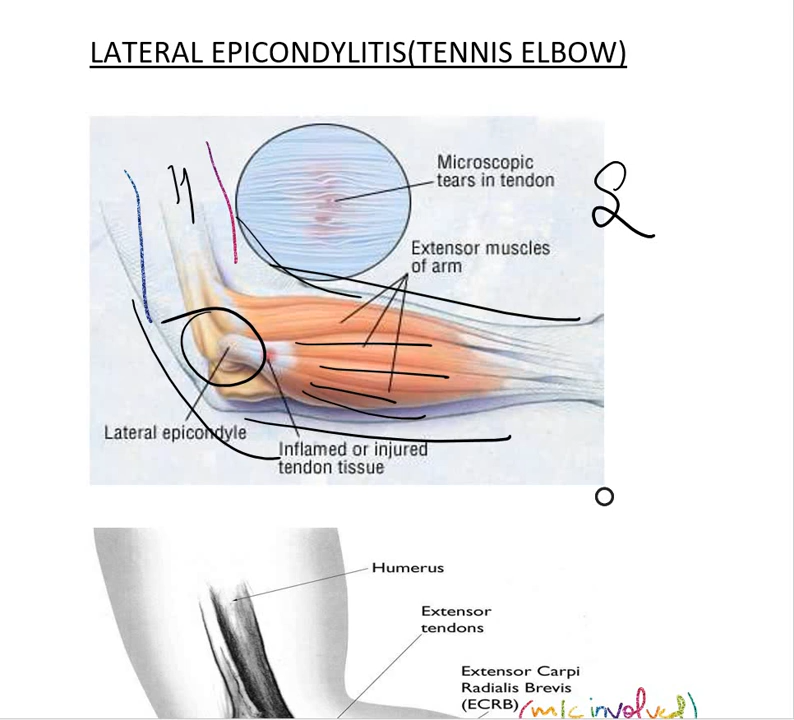 LATERAL EPICONDYLITIS(TENNIS ELBOW)
H
Microscopic
tears in tendon
Extensor muscles
of arm
Lateral epicondyle
Inflamed or injured
tendon tissue
Humerus
Extensor
tendons
Extensor Carpi
Radialis Brevis
(ECRB) (m/c involved)